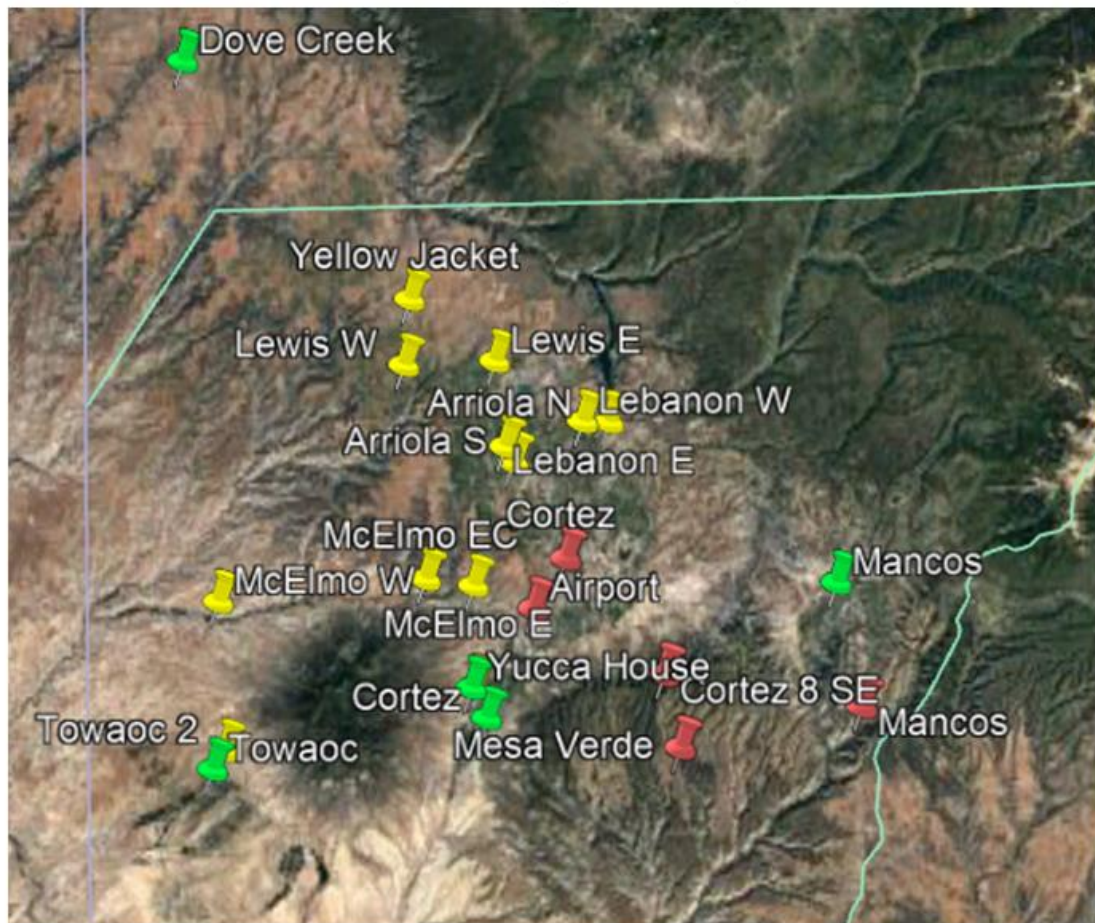 Dove Creek
Yellow Jacket
Lewis W
Lewis E
Arriola N
Lebanon W
Arriola S
Lebanon E
Cortez
McElmo EC
Mancos
McElmo W
Airport
McElmo E
Yucca House
Cortez
Cortez 8 SE
Mancos
Towaoc 2
Towaoc
Mesa Verde